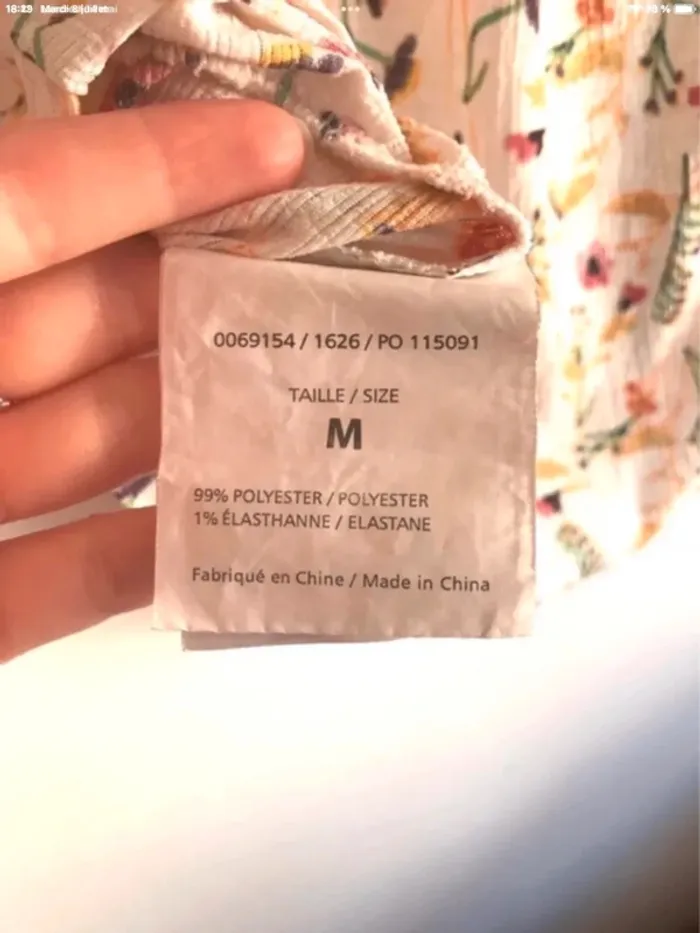 0069154 / 1626 / PO 115091
TAILLE / SIZE
M
99% POLYESTER / POLYESTER
1% ÉLASTHANNE / ELASTANE
Fabriqué en Chine / Made in China